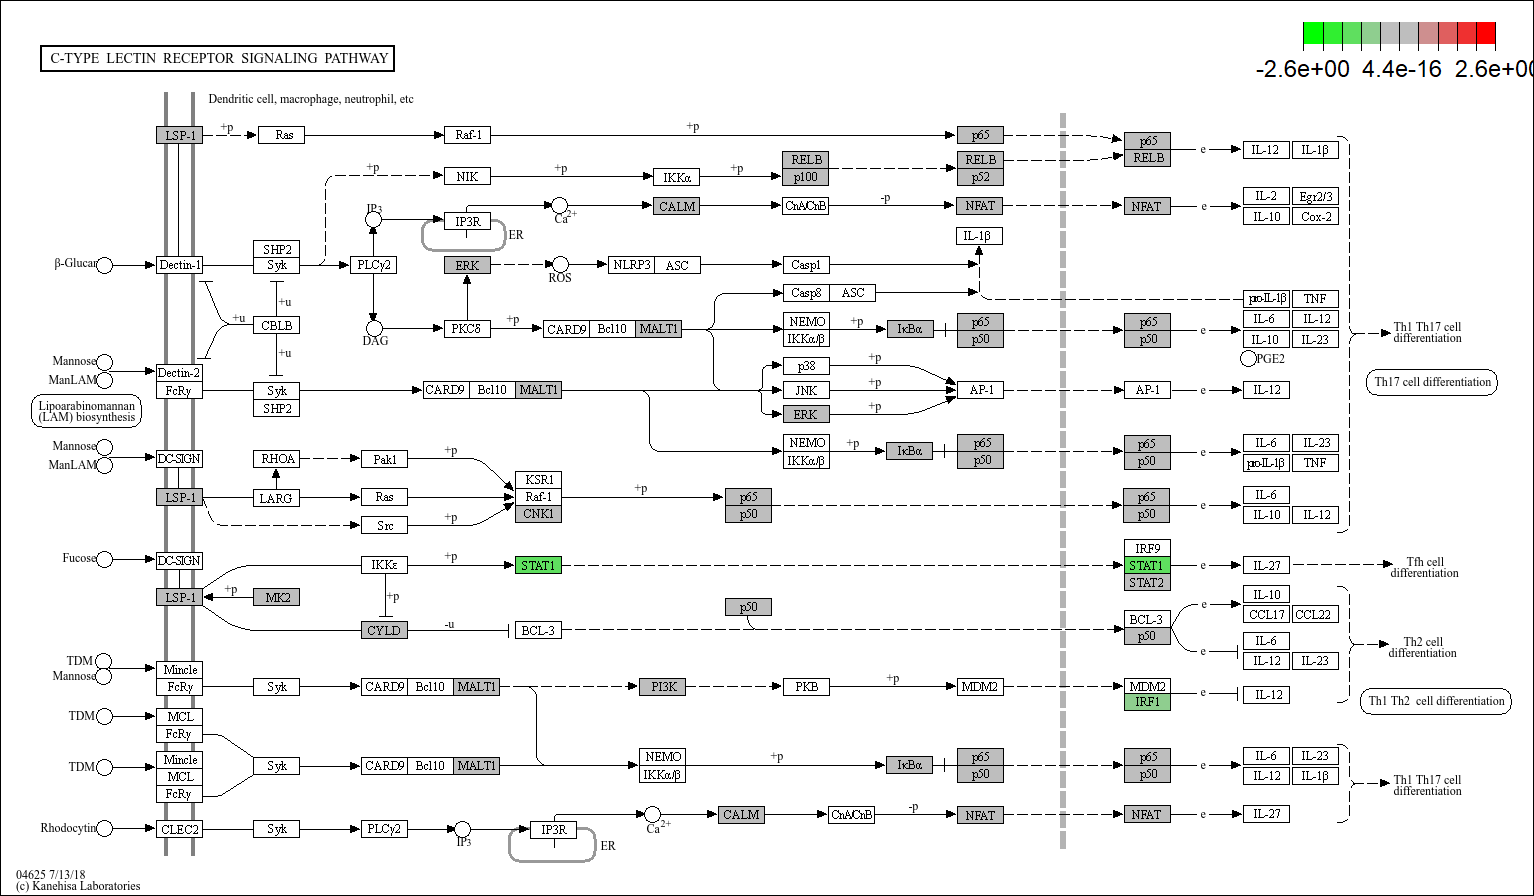 C-TYPE LECTIN RECEPTOR SIGNALING PATHWAY
-2.6e+00 4.4e-16 2.6e+00
Dendritic cell, macrophage, neutrophil, etc
LSP-1 +p Ras Raf-1 +p p65 p65
RELB e IL-12 IL-1β
+p NIK +p IKKα +p RELB
p100 RELB
p52
IP3 IP3R Ca2+ CALM CnA/CnB -p NFAT NFAT e IL-2 Egr2/3
IL-10 Cox-2
ER
IL-1β
β-Glucan Dectin-1 SHP2
Syk PLCγ2 ERK ROS NLRP3 ASC Casp1
Casp8 ASC
pro-IL-1β TNF
+u +u CBLB +u
DAG PKCδ +p CARD9 Bcl10 MALT1 NEMO
IKKα/β +p IκBα p65
p50 p65
p50 e IL-6 IL-12
IL-10 IL-23
PGE2
Th1 Th17 cell
differentiation
Th17 cell differentiation
Mannose
ManLAM Dectin-2
FcRγ Syk
SHP2 CARD9 Bcl10 MALT1
p38 +p
JNK +p AP-1 AP-1 e IL-12
ERK +p
Lipoarabinomannan
(LAM) biosynthesis
NEMO
IKKα/β +p IκBα p65
p50 p65
p50 e IL-6 IL-23
pro-IL-1β TNF
Mannose
ManLAM DC-SIGN RHOA Pak1 +p
KSR1
LSP-1 LARG Ras Raf-1 +p p65
p50 p65
p50 e IL-6
IL-10 IL-12
CNK1
Src +p
Fucose DC-SIGN IKKε +p STAT1 IRF9
STAT1
STAT2 e IL-27 Tfh cell
differentiation
LSP-1 +p MK2 +p
CYLD -u BCL-3 p50 BCL-3
p50 e IL-10
CCL17 CCL22
e IL-6
IL-12 IL-23
Th2 cell
differentiation
TDM
Mannose Mincle
FcRγ Syk CARD9 Bcl10 MALT1 PI3K PKB +p MDM2 MDM2
IRF1 e IL-12
Th1 Th2 cell differentiation
TDM MCL
FcRγ
TDM Mincle
MCL
FcRγ Syk CARD9 Bcl10 MALT1 NEMO
IKKα/β +p IκBα p65
p50 p65
p50 e IL-6 IL-23
IL-12 IL-1β
Th1 Th17 cell
differentiation
Rhodocytin CLEC2 Syk PLCγ2 IP3 IP3R Ca2+ CALM CnA/CnB -p NFAT NFAT e IL-27
ER
04625 7/13/18
(c) Kanehisa Laboratories